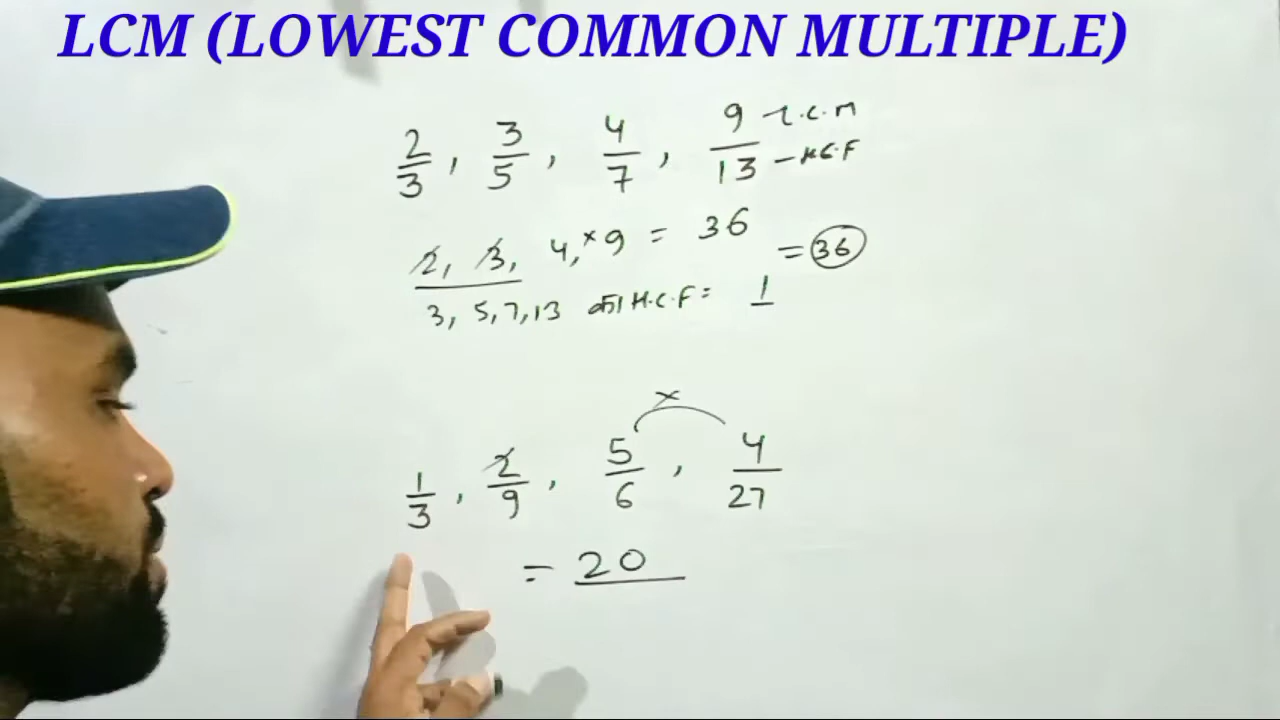 LCM (LOWEST COMMON MULTIPLE)
2/3, 3/5, 4/7, 9/13 L.C.M
- H.C.F
2, 3, 4, × 9 = 36
3, 5, 7, 13 का H.C.F = 1
= 36
×
1/3, 2/9, 5/6, 4/27
= 20